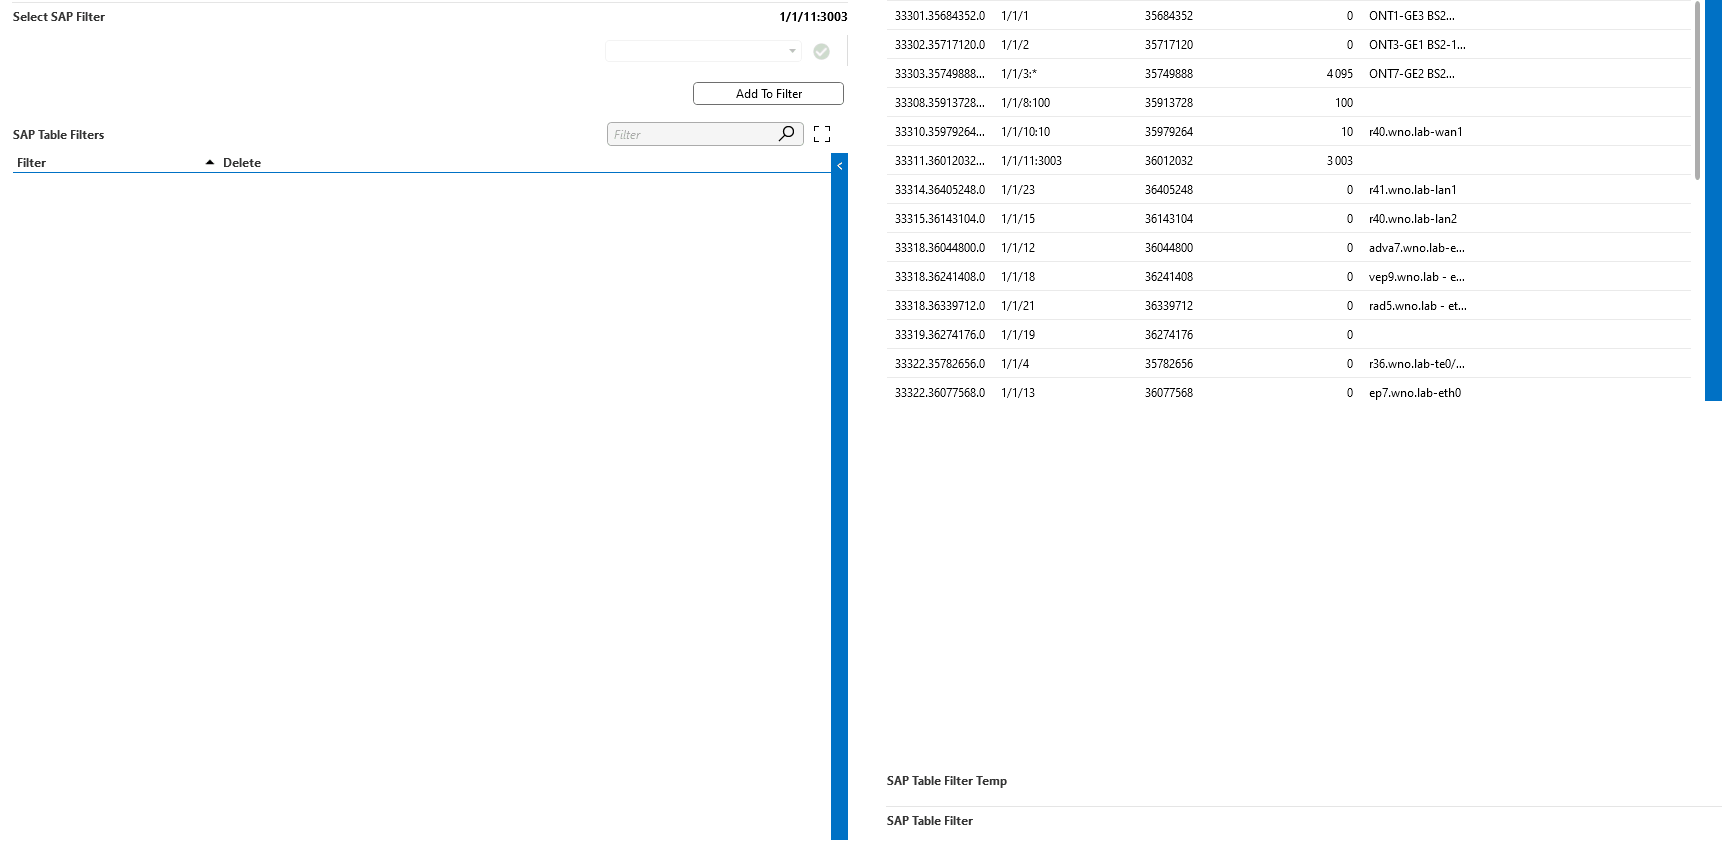 Select SAP Filter 1/1/11:3003
Add To Filter
SAP Table Filters Filter
Filter Delete
<
33301.35684352.0 1/1/1 35684352 0 ONT1-GE3 BS2...
33302.35717120.0 1/1/2 35717120 0 ONT3-GE1 BS2-1...
33303.35749888... 1/1/3:* 35749888 4 095 ONT7-GE2 BS2...
33308.35913728... 1/1/8:100 35913728 100
33310.35979264... 1/1/10:10 35979264 10 r40.wno.lab-wan1
33311.36012032... 1/1/11:3003 36012032 3 003
33314.36405248.0 1/1/23 36405248 0 r41.wno.lab-lan1
33315.36143104.0 1/1/15 36143104 0 r40.wno.lab-lan2
33318.36044800.0 1/1/12 36044800 0 adva7.wno.lab-e...
33318.36241408.0 1/1/18 36241408 0 vep9.wno.lab - e...
33318.36339712.0 1/1/21 36339712 0 rad5.wno.lab - et...
33319.36274176.0 1/1/19 36274176 0
33322.35782656.0 1/1/4 35782656 0 r36.wno.lab-te0/...
33322.36077568.0 1/1/13 36077568 0 ep7.wno.lab-eth0
SAP Table Filter Temp
SAP Table Filter